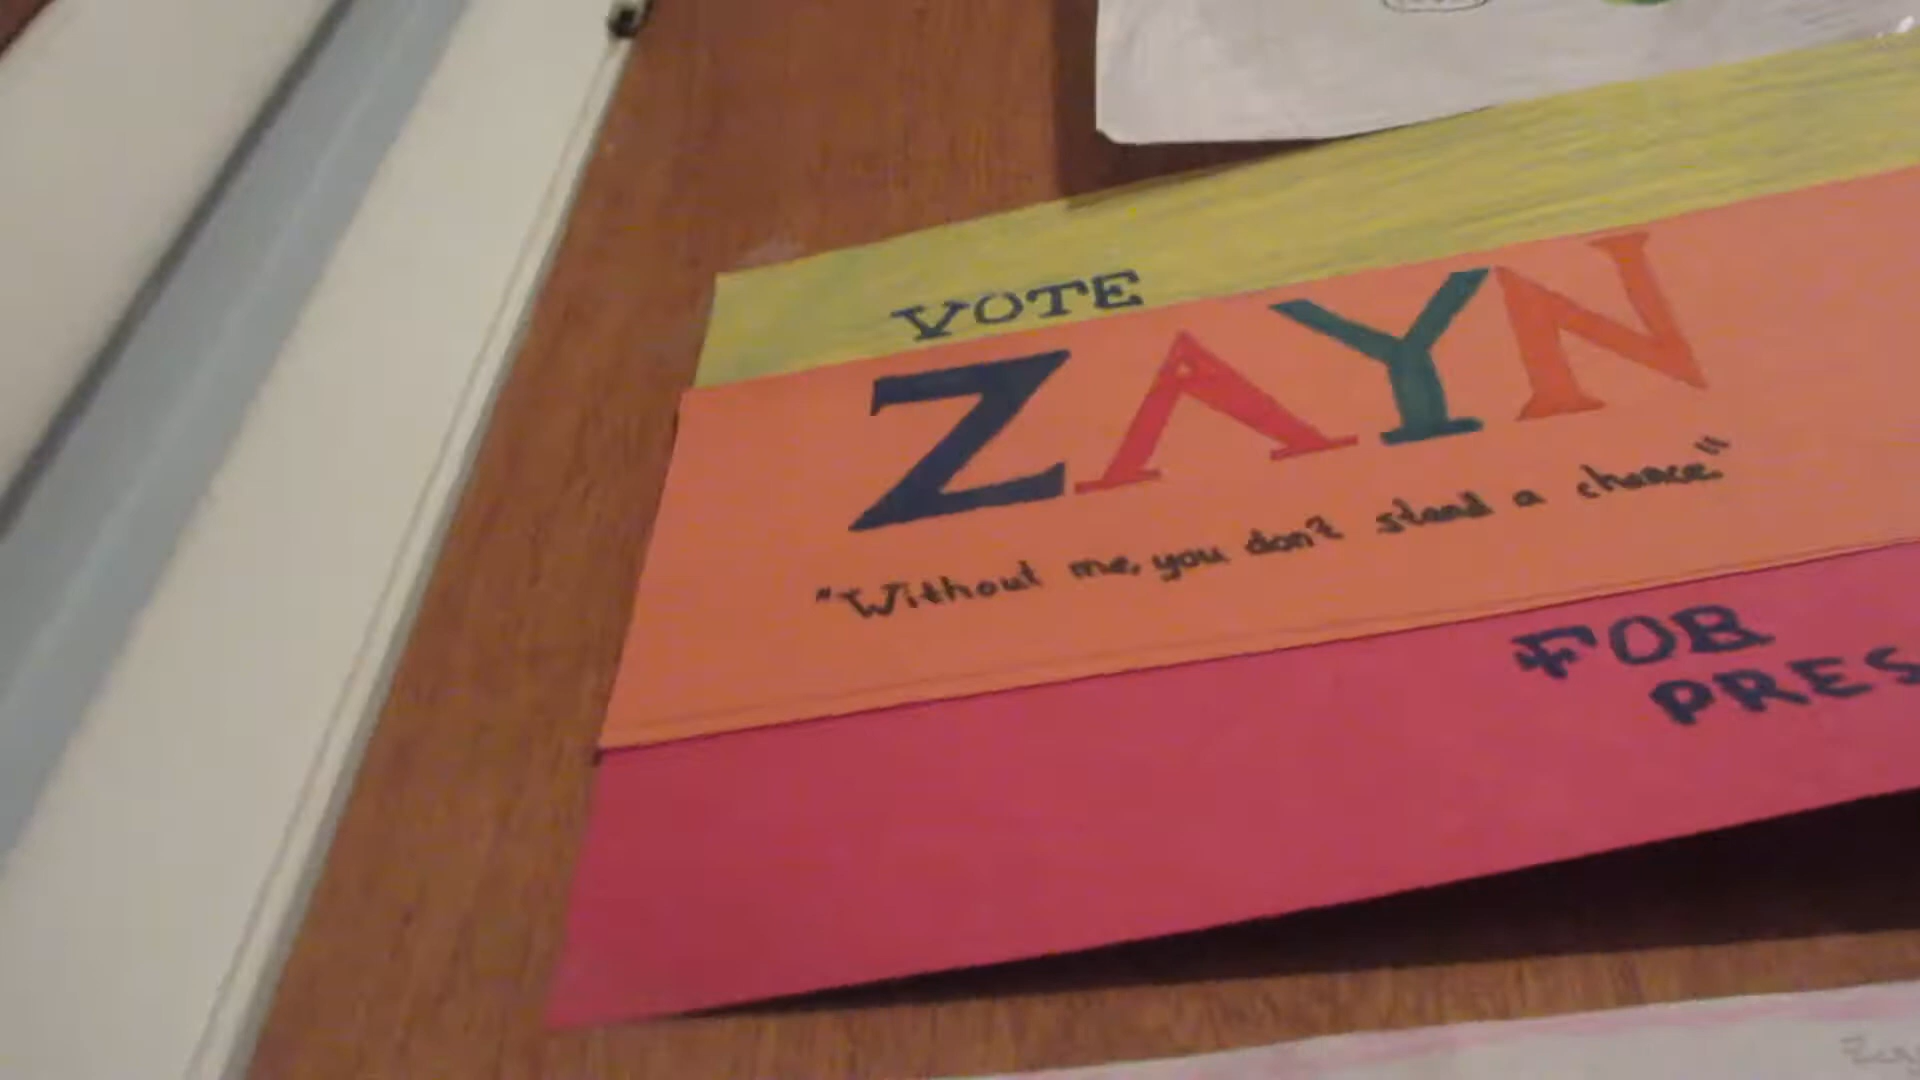 VOTE
ZAYN
"Without me, you don't stand a chance."
FOR
PRES